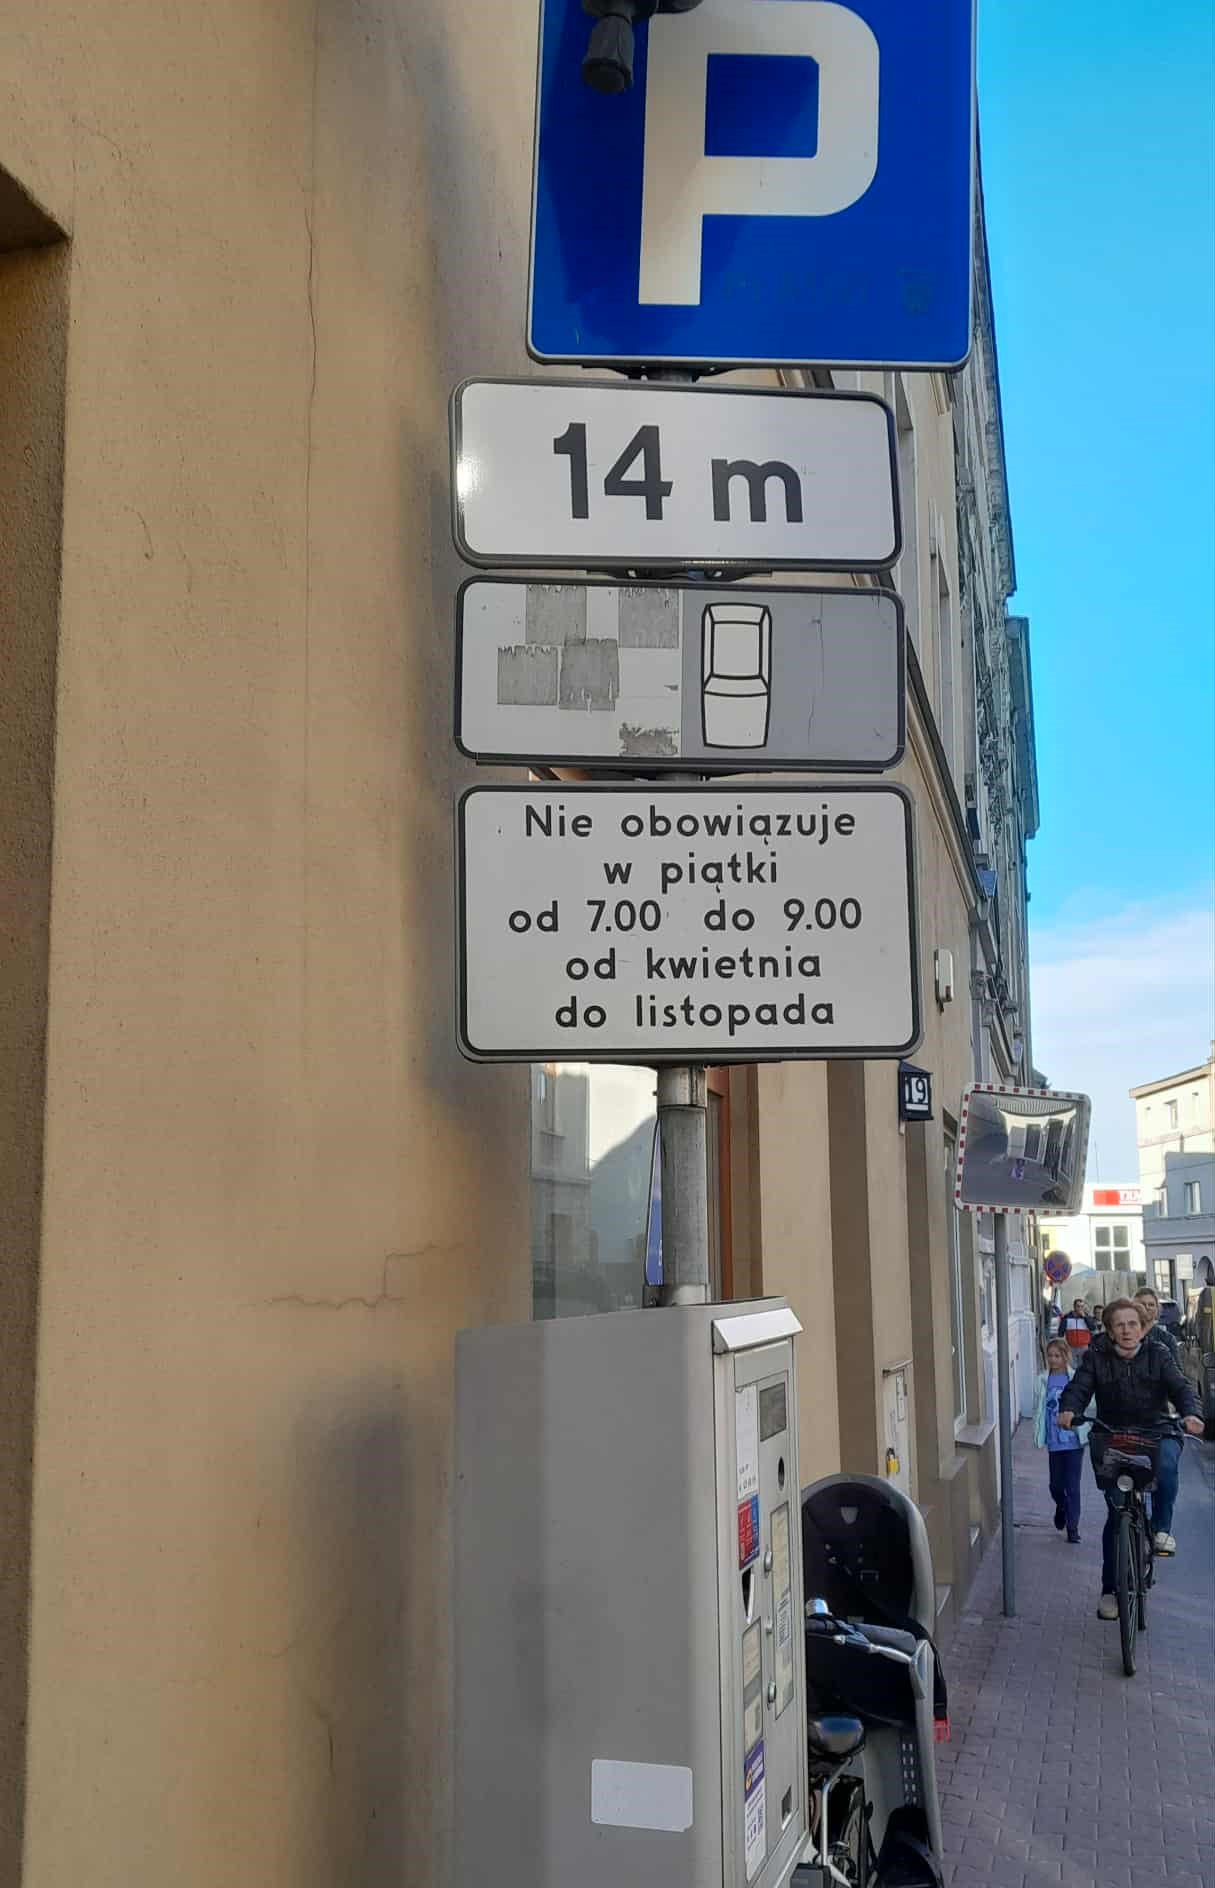 P
14 m
Nie obowiązuje
w piątki
od 7.00 do 9.00
od kwietnia
do listopada
19